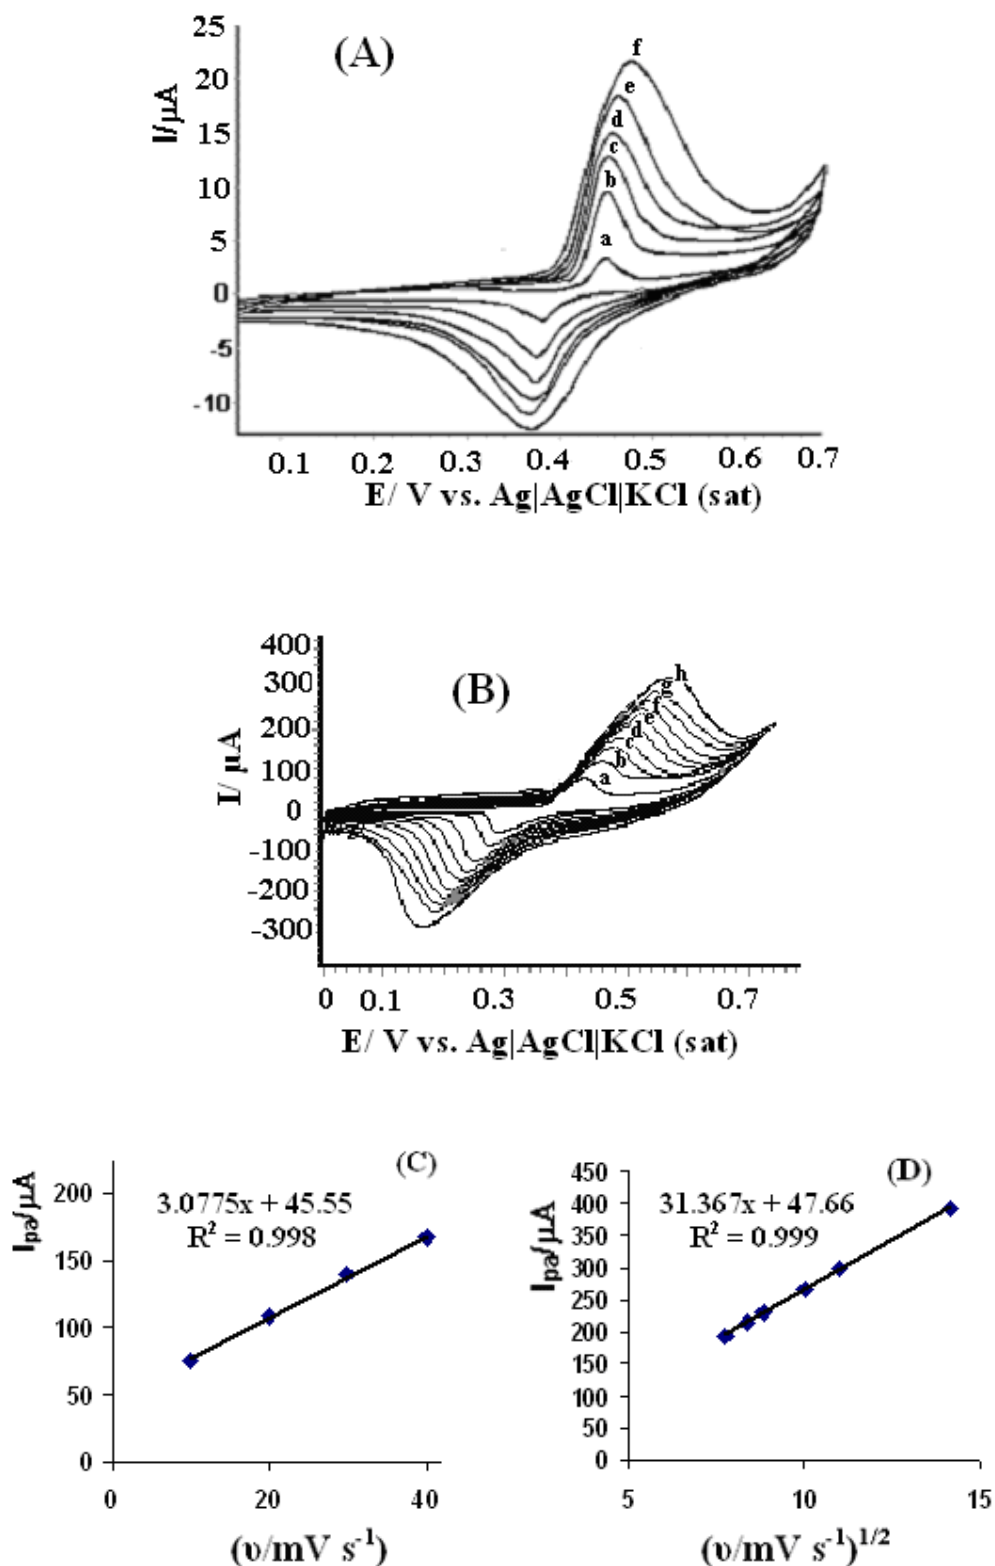 (A)
I/μA
25
20
15
10
5
0
-5
-10
f
e
d
c
b
a
0.1 0.2 0.3 0.4 0.5 0.6 0.7
E/ V vs. Ag|AgCl|KCl (sat)
(B)
I/ μA
400
300
200
100
0
-100
-200
-300
h
g
f
e
d
c
b
a
0 0.1 0.3 0.5 0.7
E/ V vs. Ag|AgCl|KCl (sat)
(C)
Ipa/μA
3.0775x + 45.55
R² = 0.998
200
150
100
50
0
0 20 40
(υ/mV s⁻¹)
(D)
Ipa/μA
31.367x + 47.66
R² = 0.999
450
400
350
300
250
200
150
100
50
0
5 10 15
(υ/mV s⁻¹)¹/²